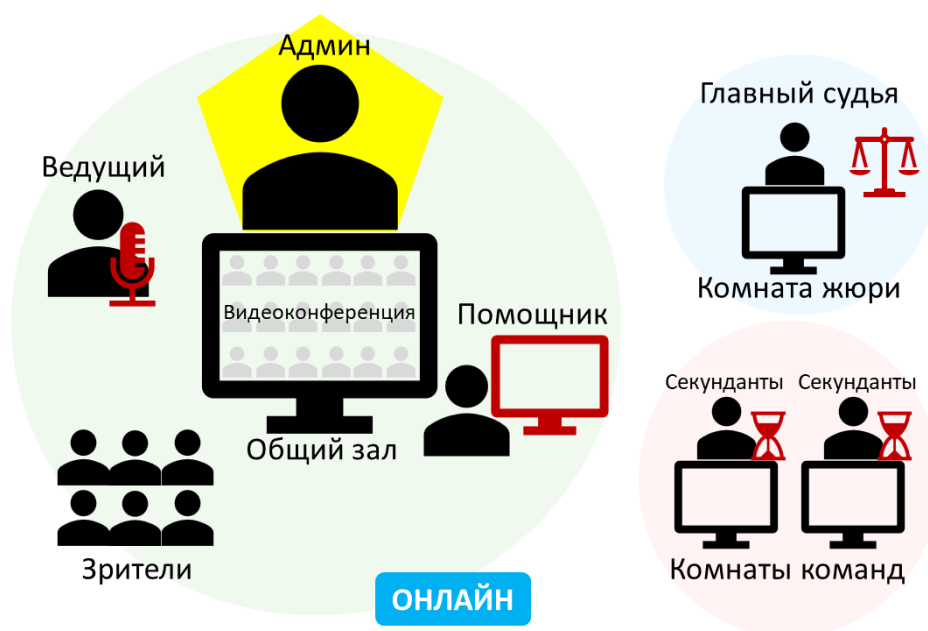 Админ
Ведущий
Видеоконференция
Помощник
Общий зал
Зрители
ОНЛАЙН
Главный судья
Комната жюри
Секунданты Секунданты
Комнаты команд